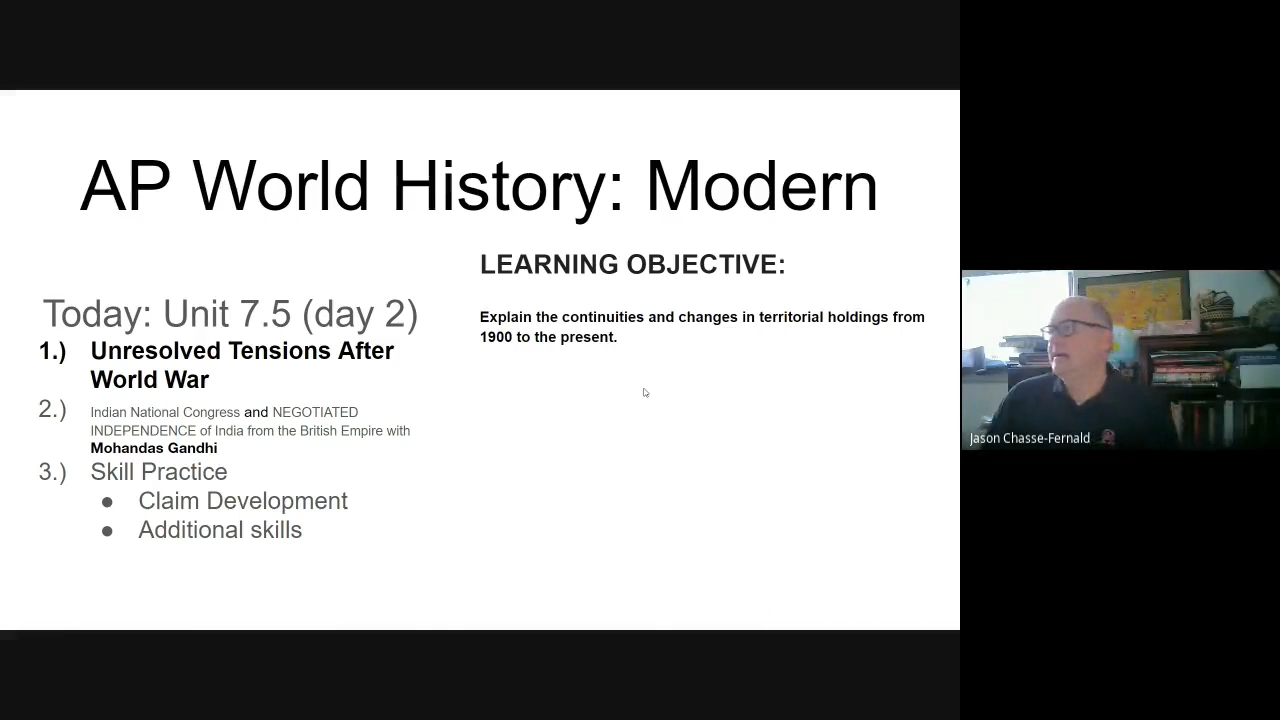 AP World History: Modern
Today: Unit 7.5 (day 2)
1.) Unresolved Tensions After
World War
2.) Indian National Congress and NEGOTIATED
INDEPENDENCE of India from the British Empire with
Mohandas Gandhi
3.) Skill Practice
● Claim Development
● Additional skills
LEARNING OBJECTIVE:
Explain the continuities and changes in territorial holdings from
1900 to the present.
Jason Chasse-Fernald